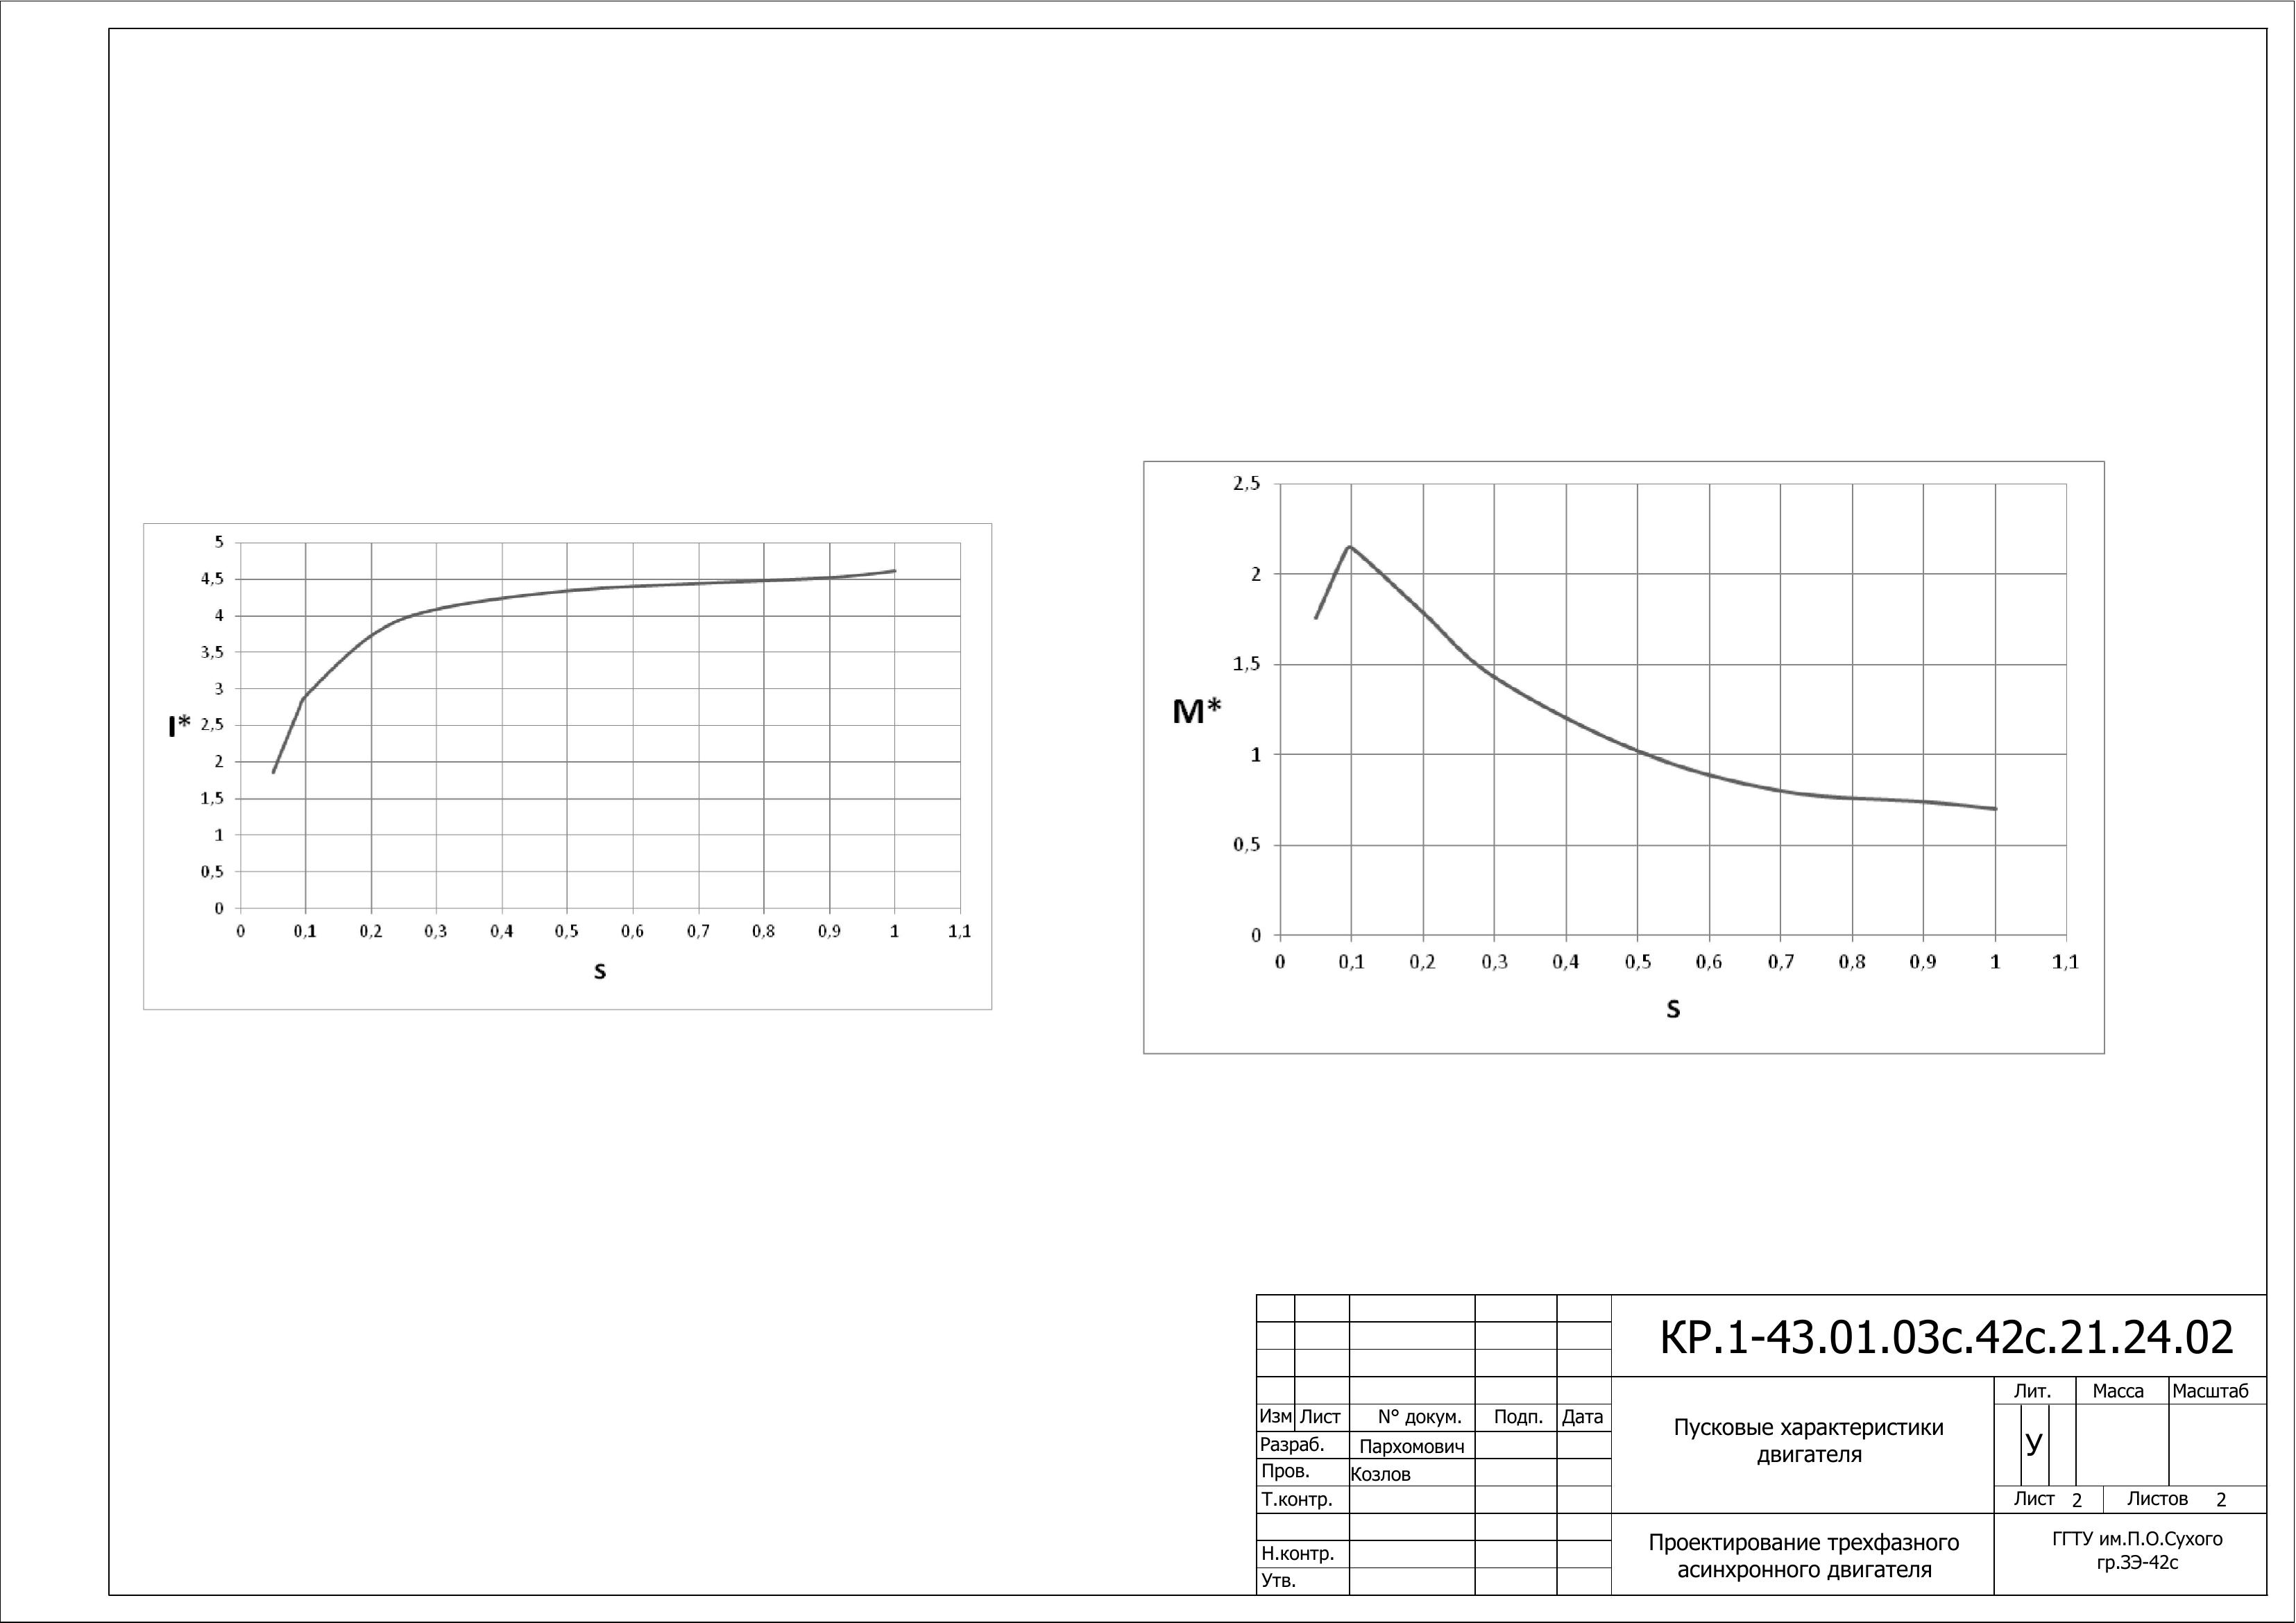 5
4,5
4
3,5
3
I* 2,5
2
1,5
1
0,5
0
0 0,1 0,2 0,3 0,4 0,5 0,6 0,7 0,8 0,9 1 1,1
S
2,5
2
1,5
M*
1
0,5
0
0 0,1 0,2 0,3 0,4 0,5 0,6 0,7 0,8 0,9 1 1,1
S
КР.1-43.01.03с.42с.21.24.02
Изм Лист N° докум. Подп. Дата
Разраб. Пархомович
Пров. Козлов
Т.контр.
Н.контр.
Утв.
Пусковые характеристики
двигателя
Лит. Масса Масштаб
У
Лист 2 Листов 2
Проектирование трехфазного
асинхронного двигателя
ГГТУ им.П.О.Сухого
гр.ЗЭ-42с